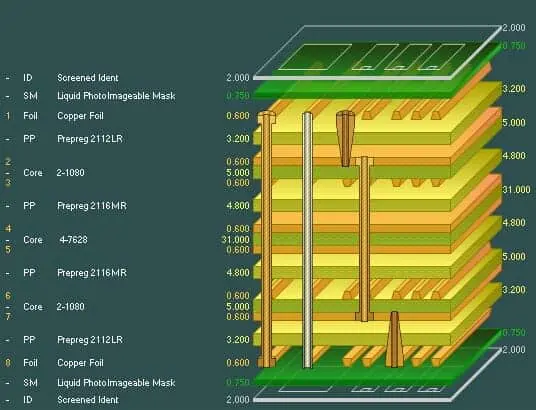 2.000
0.750
- ID Screened Ident 2.000
- SM Liquid PhotoImageable Mask 0.750
3.200
1 Foil Copper Foil 0.600
5.000
- PP Prepreg 2112LR 3.200
4.800
2 0.600
- Core 2-1080 5.000
3 0.600
31.000
- PP Prepreg 2116MR 4.800
4.800
4 0.600
- Core 4-7628 31.000
5 0.600
5.000
- PP Prepreg 2116MR 4.800
3.200
6 0.600
- Core 2-1080 5.000
7 0.600
0.750
- PP Prepreg 2112LR 3.200
2.000
8 Foil Copper Foil 0.600
- SM Liquid PhotoImageable Mask 0.750
- ID Screened Ident 2.000